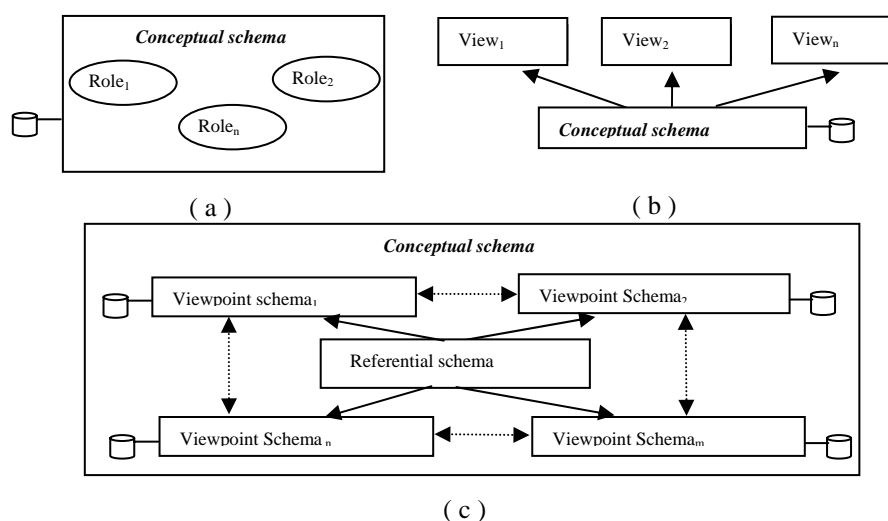 Conceptual schema
Role₁
Role₂
Roleₙ
( a )
View₁
View₂
Viewₙ
Conceptual schema
( b )
Conceptual schema
Viewpoint schema₁
Viewpoint Schema₂
Referential schema
Viewpoint Schema ₙ
Viewpoint Schemaₘ
( c )